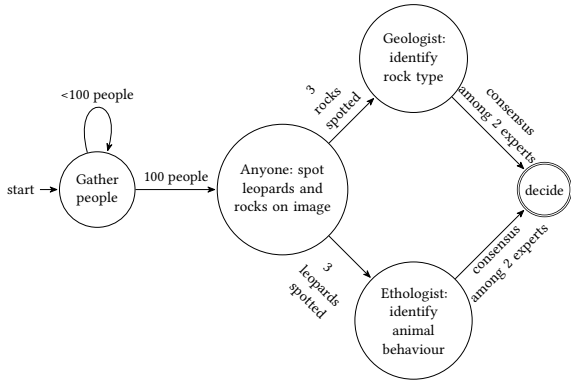 <100 people
start
Gather
people
100 people
Anyone: spot
leopards and
rocks on image
3
rocks
spotted
Geologist:
identify
rock type
consensus
among 2 experts
3
leopards
spotted
Ethologist:
identify
animal
behaviour
consensus
among 2 experts
decide